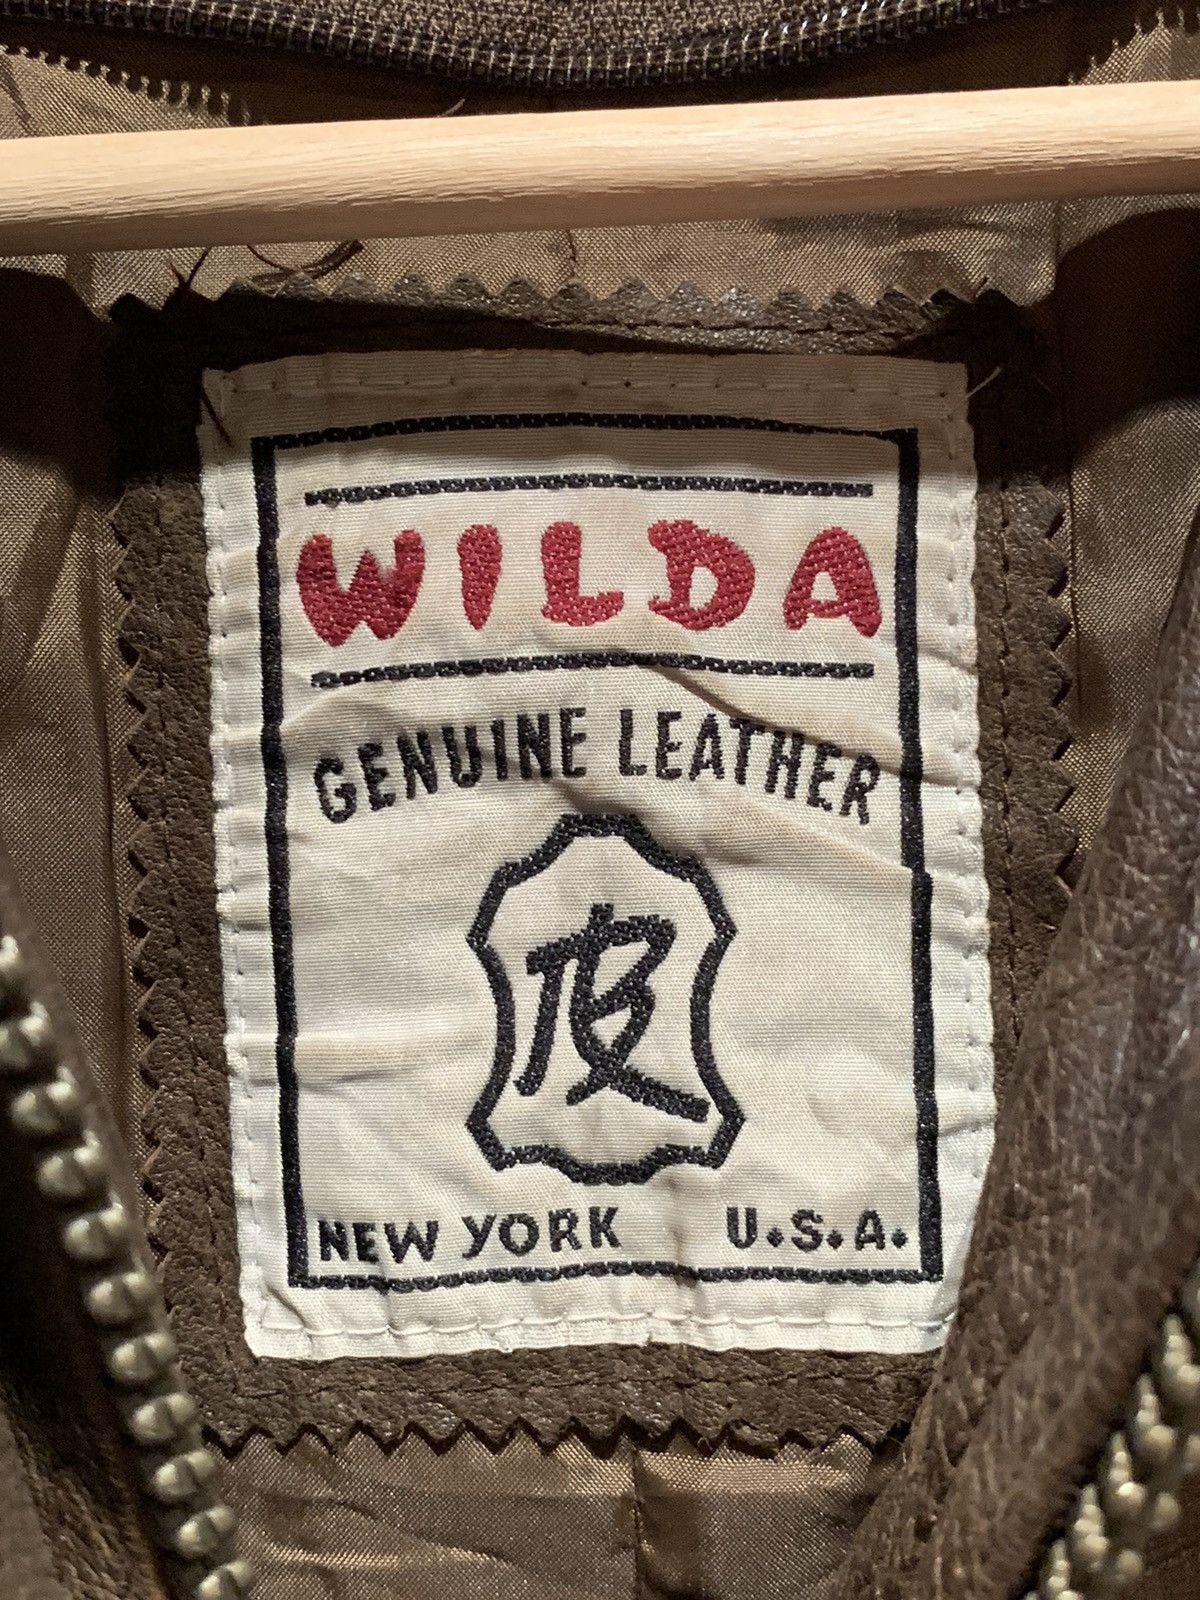 WILDA
GENUINE LEATHER
皮
NEW YORK U.S.A.